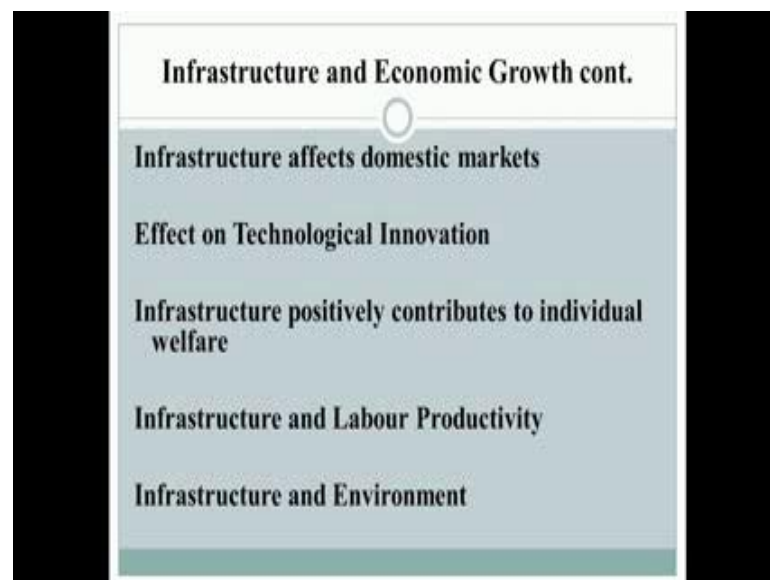 Infrastructure and Economic Growth cont.
Infrastructure affects domestic markets
Effect on Technological Innovation
Infrastructure positively contributes to individual
welfare
Infrastructure and Labour Productivity
Infrastructure and Environment